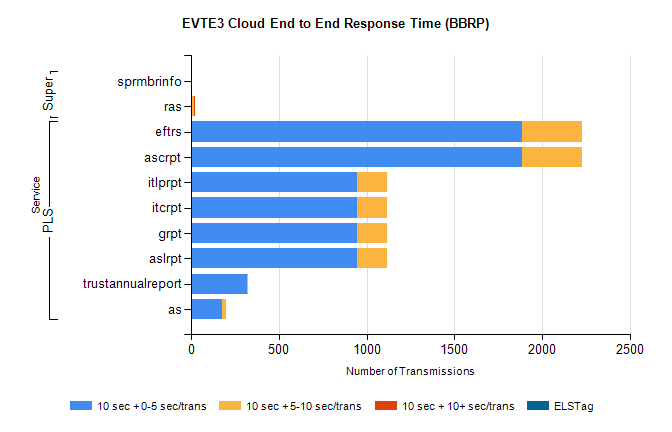 EVTE3 Cloud End to End Response Time (BBRP)
Service
Super
PLS
sprmbrinfo
ras
eftrs
ascrpt
itlprpt
itcrpt
grpt
aslrpt
trustannualreport
as
0 500 1000 1500 2000 2500
Number of Transmissions
10 sec +0-5 sec/trans 10 sec +5-10 sec/trans 10 sec + 10+ sec/trans ELSTag